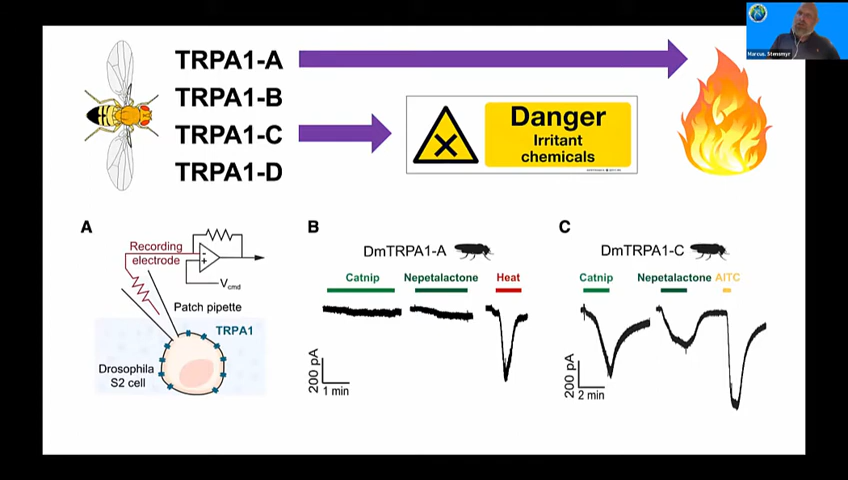 Marcus, Stensmyr
TRPA1-A
TRPA1-B
TRPA1-C
TRPA1-D
Danger
Irritant
chemicals
A
Recording
electrode
-
+
Vcmd
Patch pipette
TRPA1
Drosophila
S2 cell
B
DmTRPA1-A
Catnip
Nepetalactone
Heat
200 pA
1 min
C
DmTRPA1-C
Catnip
Nepetalactone
AITC
200 pA
2 min